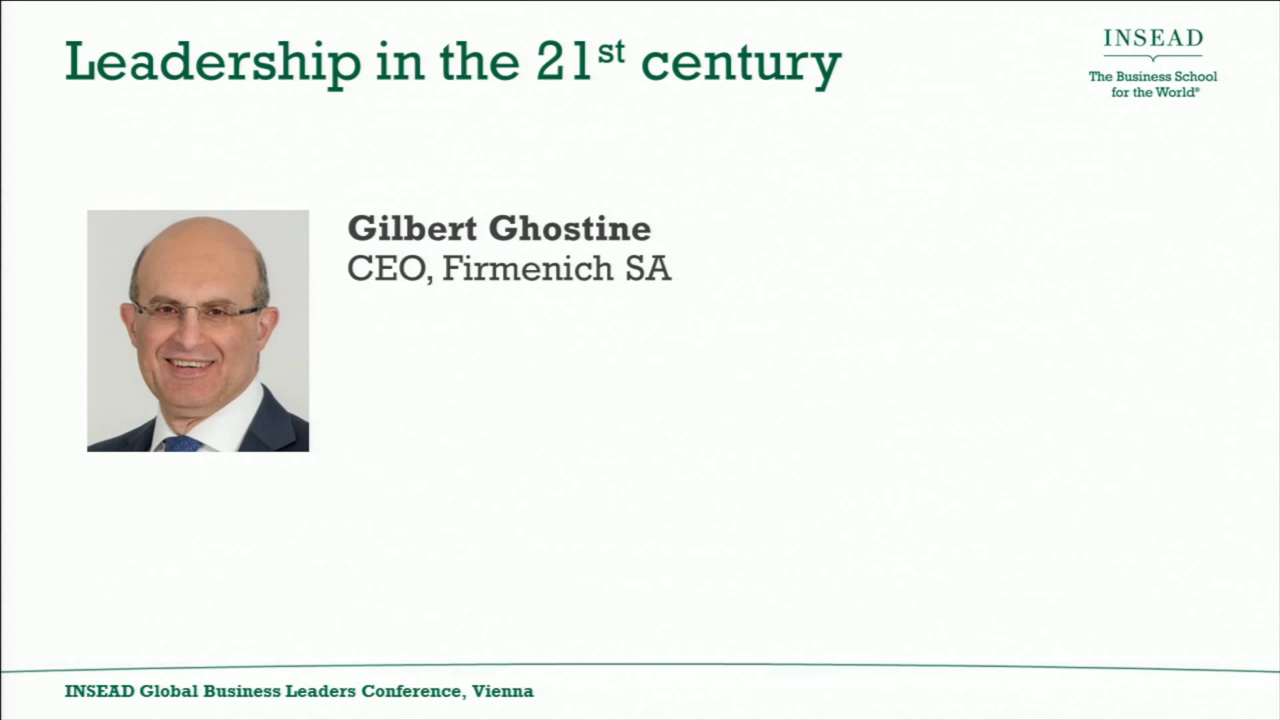 Leadership in the 21st century
INSEAD
The Business School
for the World®
Gilbert Ghostine
CEO, Firmenich SA
INSEAD Global Business Leaders Conference, Vienna